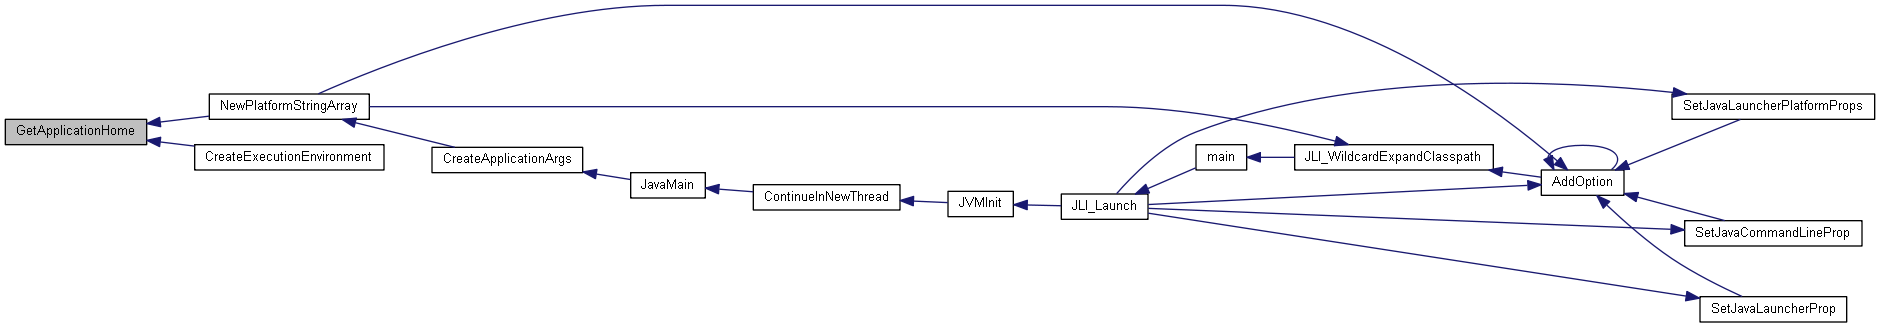 GetApplicationHome
NewPlatformStringArray
CreateExecutionEnvironment
CreateApplicationArgs
JavaMain
ContinueInNewThread
JVMInit
JLI_Launch
main
JLI_WildcardExpandClasspath
AddOption
SetJavaLauncherPlatformProps
SetJavaCommandLineProp
SetJavaLauncherProp